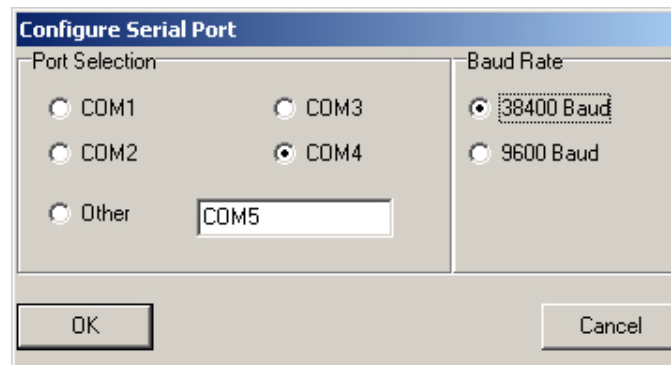 Configure Serial Port
Port Selection
Baud Rate
COM1
COM3
38400 Baud
COM2
COM4
9600 Baud
Other
COM5
OK
Cancel